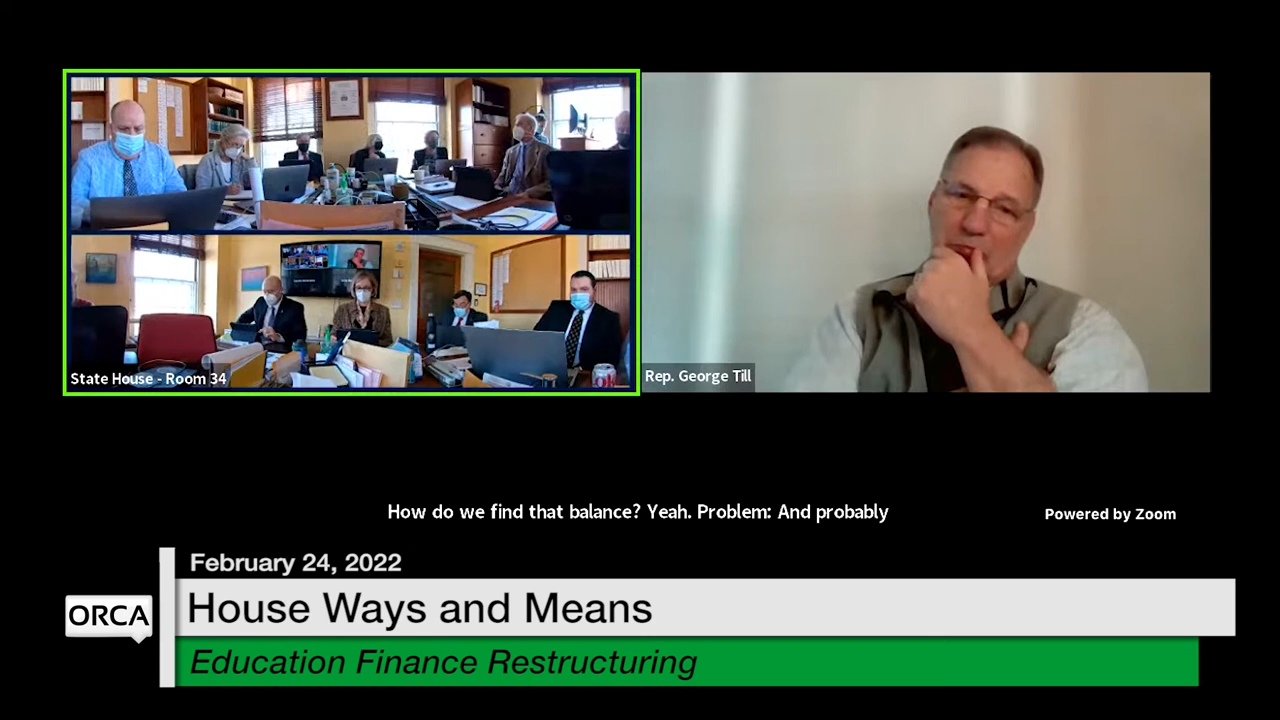 State House - Room 34
Rep. George Till
How do we find that balance? Yeah. Problem: And probably
Powered by Zoom
February 24, 2022
ORCA
House Ways and Means
Education Finance Restructuring